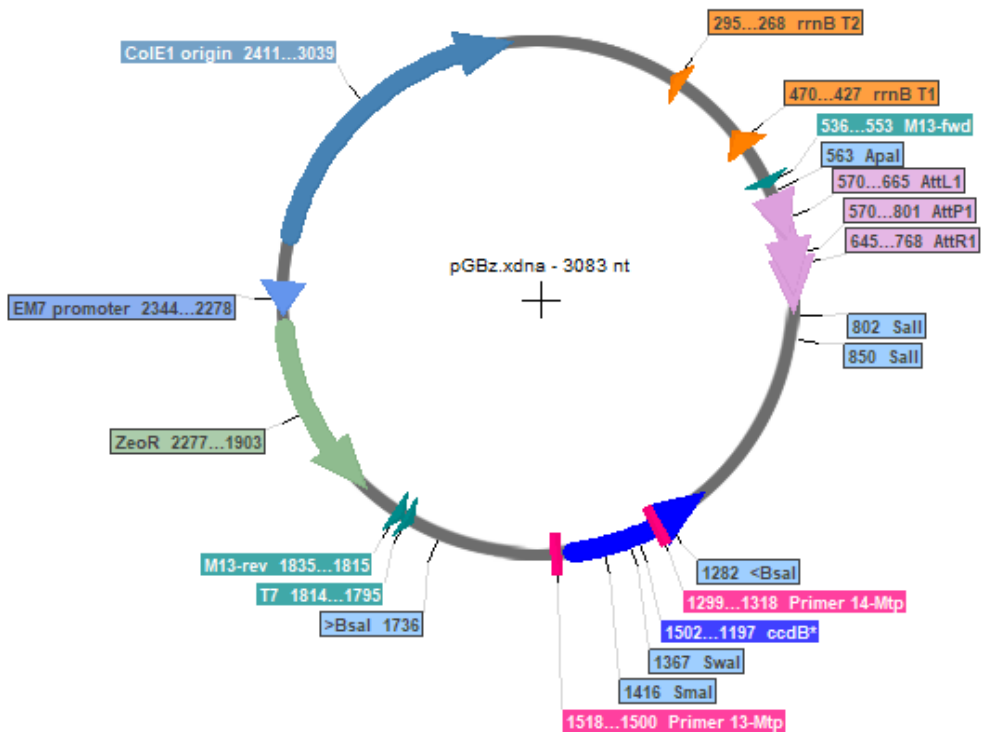 295...268 rrnB T2
ColE1 origin 2411...3039
470...427 rrnB T1
536...553 M13-fwd
563 ApaI
570...665 AttL1
570...801 AttP1
645...768 AttR1
pGBz.xdna - 3083 nt
EM7 promoter 2344...2278
802 SalI
850 SalI
ZeoR 2277...1903
M13-rev 1835...1815
1282 <BsaI
T7 1814...1795
1299...1318 Primer 14-Mtp
>BsaI 1736
1502...1197 ccdB*
1367 SwaI
1416 SmaI
1518...1500 Primer 13-Mtp